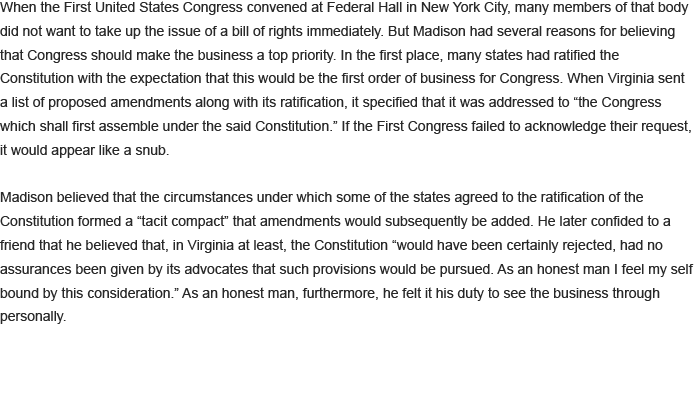 When the First United States Congress convened at Federal Hall in New York City, many members of that body
did not want to take up the issue of a bill of rights immediately. But Madison had several reasons for believing
that Congress should make the business a top priority. In the first place, many states had ratified the
Constitution with the expectation that this would be the first order of business for Congress. When Virginia sent
a list of proposed amendments along with its ratification, it specified that it was addressed to “the Congress
which shall first assemble under the said Constitution.” If the First Congress failed to acknowledge their request,
it would appear like a snub.

Madison believed that the circumstances under which some of the states agreed to the ratification of the
Constitution formed a “tacit compact” that amendments would subsequently be added. He later confided to a
friend that he believed that, in Virginia at least, the Constitution “would have been certainly rejected, had no
assurances been given by its advocates that such provisions would be pursued. As an honest man I feel my self
bound by this consideration.” As an honest man, furthermore, he felt it his duty to see the business through
personally.